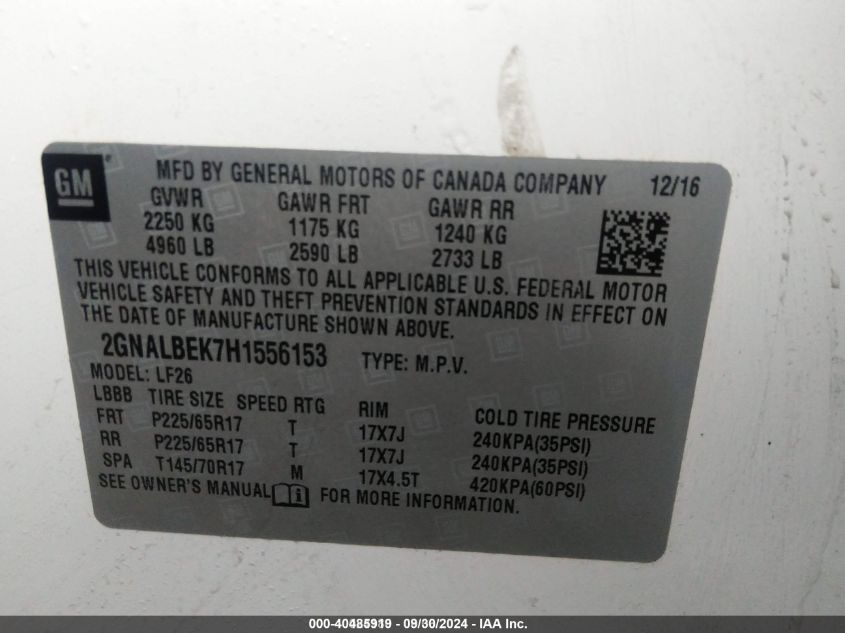 GM MFD BY GENERAL MOTORS OF CANADA COMPANY 12/16
GVWR GAWR FRT GAWR RR
2250 KG 1175 KG 1240 KG
4960 LB 2590 LB 2733 LB
THIS VEHICLE CONFORMS TO ALL APPLICABLE U.S. FEDERAL MOTOR
VEHICLE SAFETY AND THEFT PREVENTION STANDARDS IN EFFECT ON
THE DATE OF MANUFACTURE SHOWN ABOVE.
2GNALBEK7H1556153 TYPE: M.P.V.
MODEL: LF26
LBBB TIRE SIZE SPEED RTG RIM COLD TIRE PRESSURE
FRT P225/65R17 T 17X7J 240KPA(35PSI)
RR P225/65R17 T 17X7J 240KPA(35PSI)
SPA T145/70R17 M 17X4.5T 420KPA(60PSI)
SEE OWNER'S MANUAL FOR MORE INFORMATION.
000-40485919 - 09/30/2024 - IAA Inc.